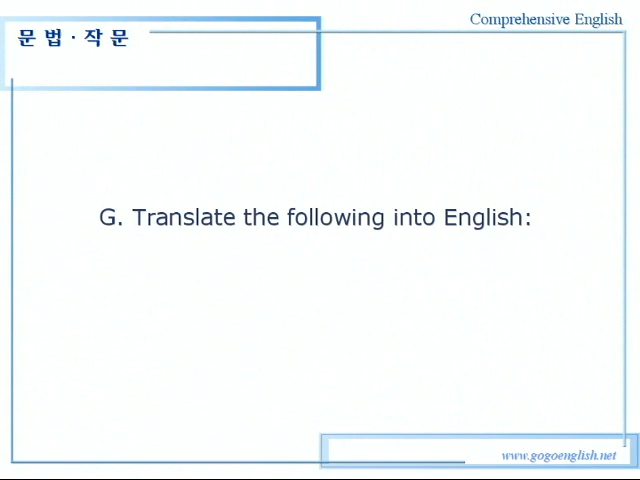 Comprehensive English
문 법 · 작 문
G. Translate the following into English:
www.gogoenglish.net